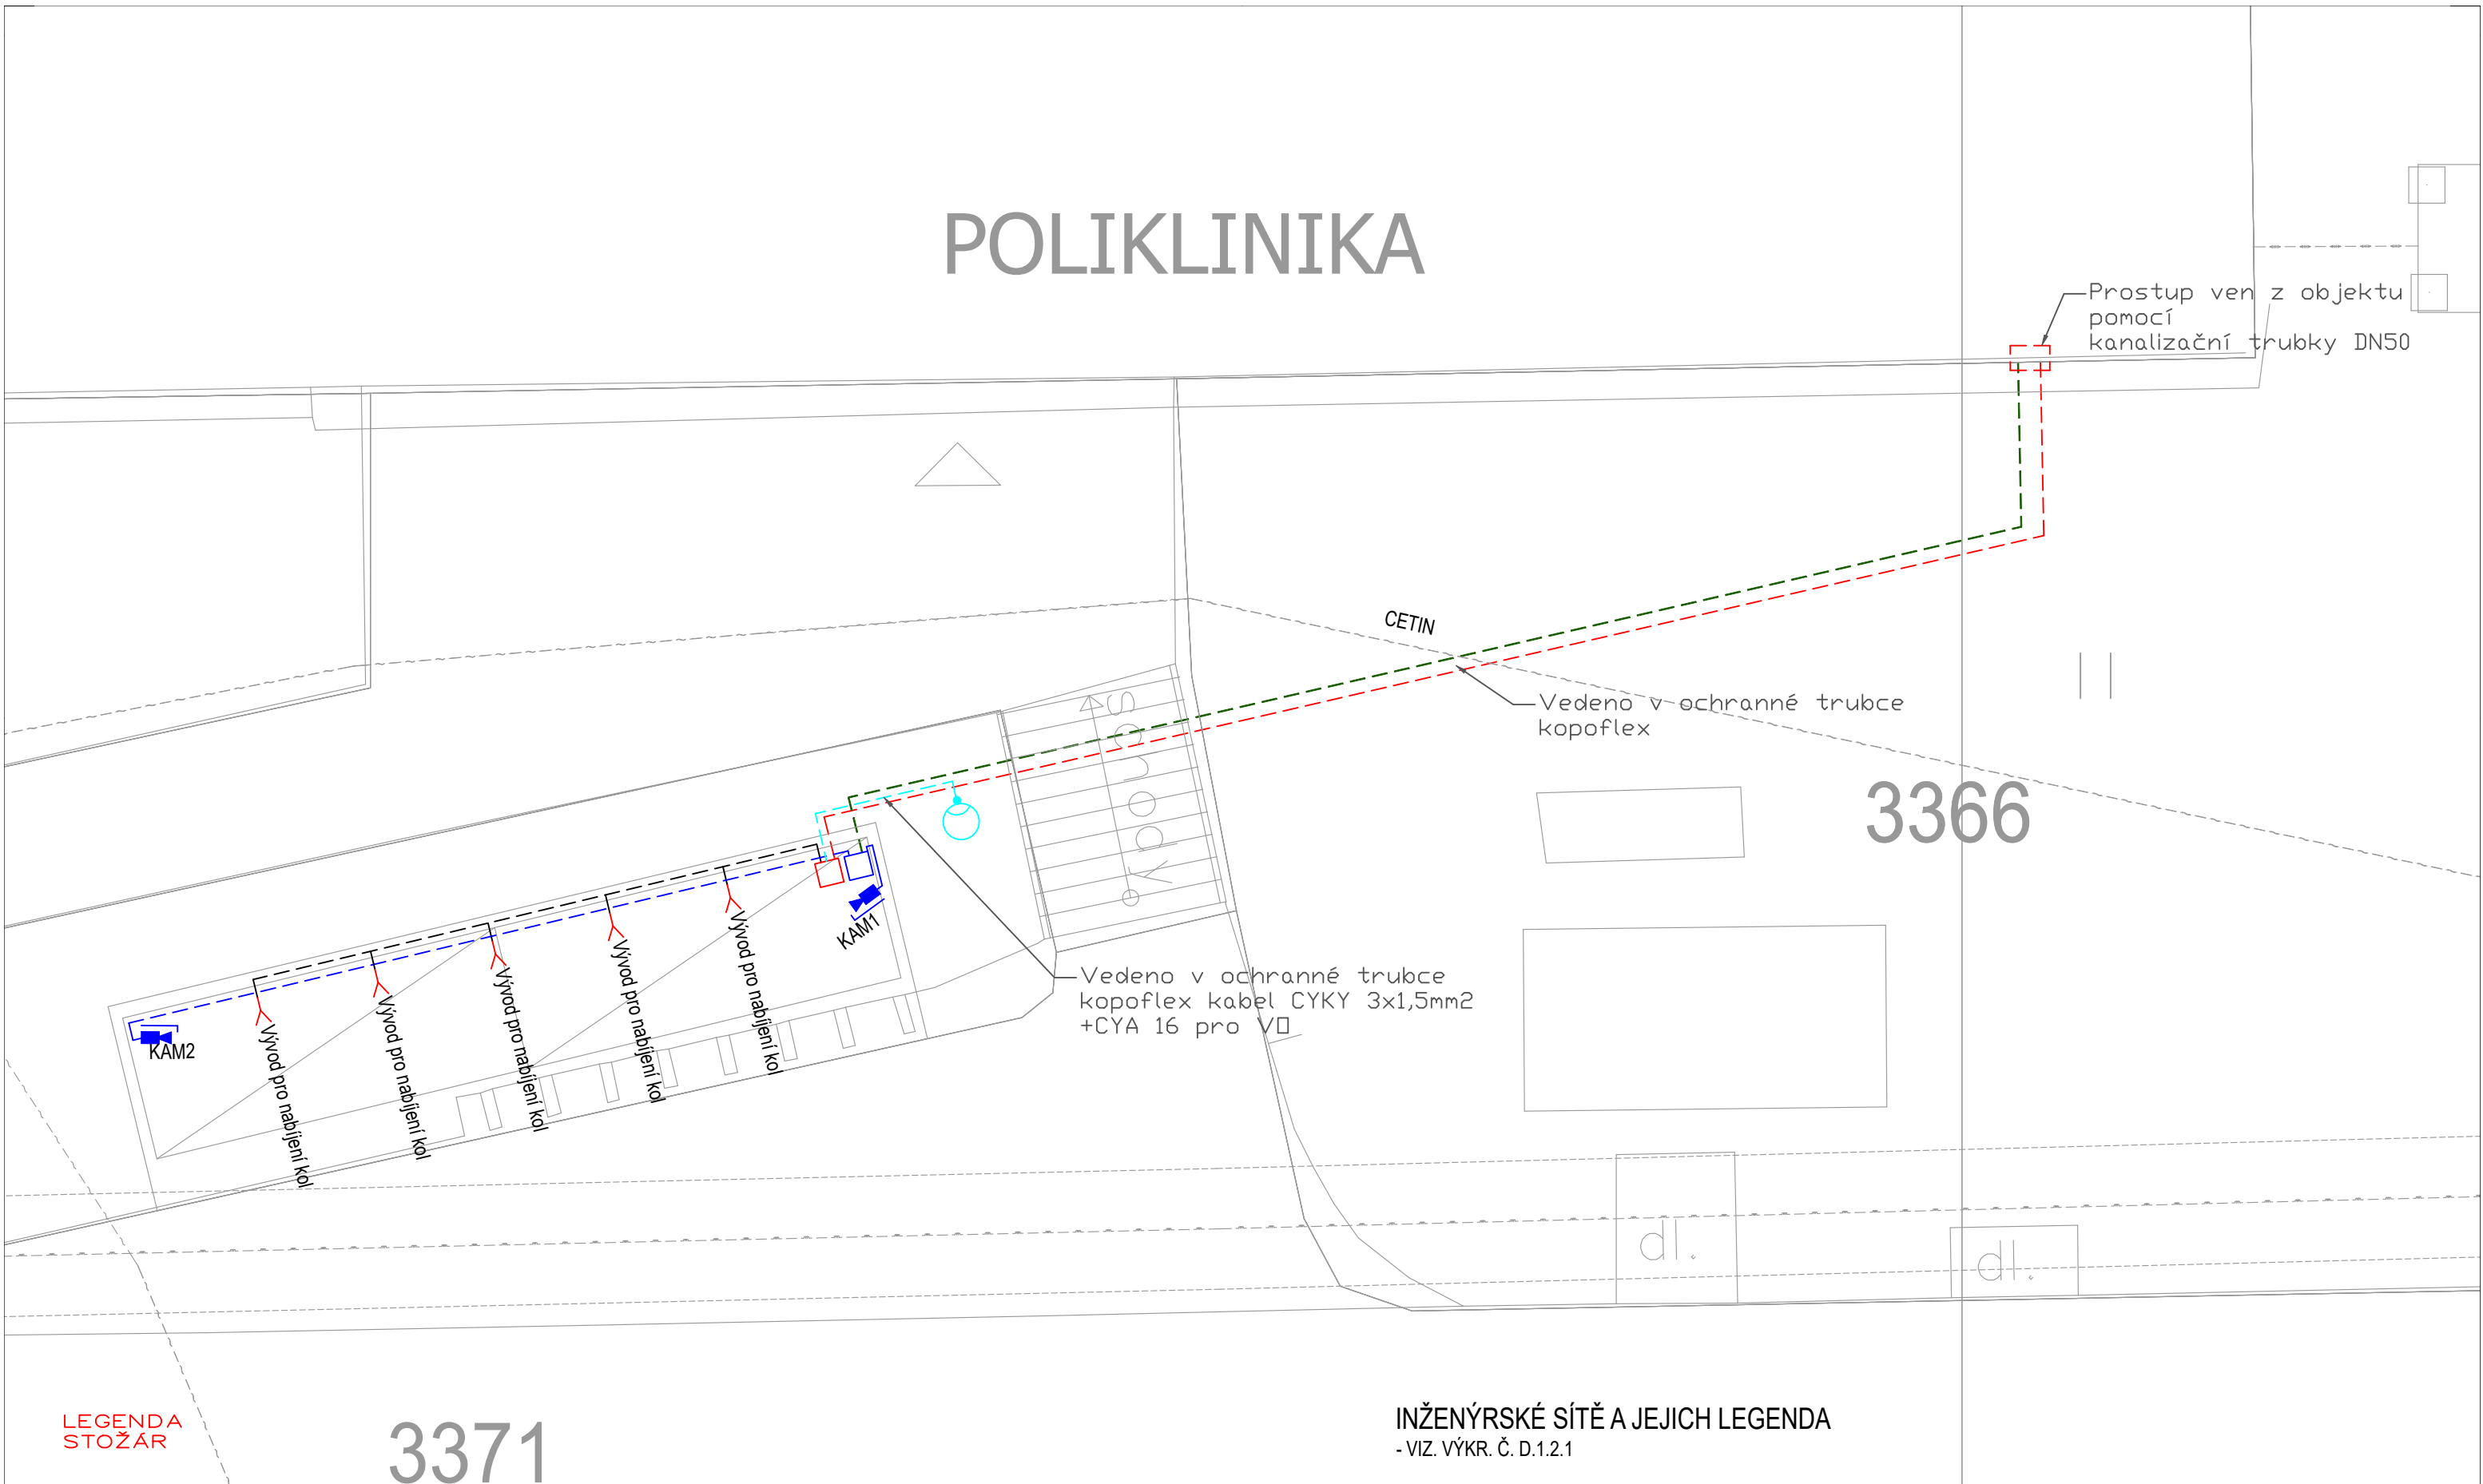 POLIKLINIKA
Prostup ven z objektu
pomocí
kanalizační trubky DN50
CETIN
Vedeno v ochranné trubce
kopoflex
3366
6 schodů
KAM1
Vývod pro nabíjení kol
Vývod pro nabíjení kol
Vývod pro nabíjení kol
Vývod pro nabíjení kol
Vývod pro nabíjení kol
KAM2
Vedeno v ochranné trubce
kopoflex kabel CYKY 3x1,5mm2
+CYA 16 pro VO
dl.
dl.
LEGENDA
STOŽÁR
3371
INŽENÝRSKÉ SÍTĚ A JEJICH LEGENDA
- VIZ. VÝKR. Č. D.1.2.1